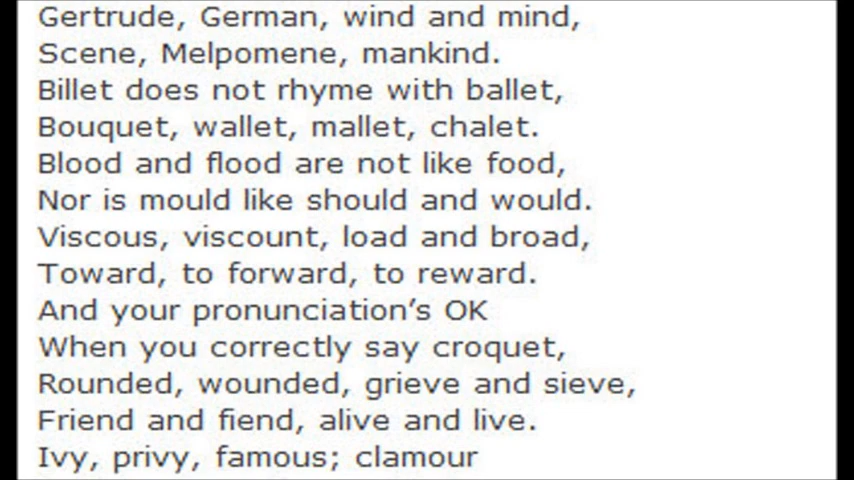 Gertrude, German, wind and mind,
Scene, Melpomene, mankind.
Billet does not rhyme with ballet,
Bouquet, wallet, mallet, chalet.
Blood and flood are not like food,
Nor is mould like should and would.
Viscous, viscount, load and broad,
Toward, to forward, to reward.
And your pronunciation’s OK
When you correctly say croquet,
Rounded, wounded, grieve and sieve,
Friend and fiend, alive and live.
Ivy, privy, famous; clamour